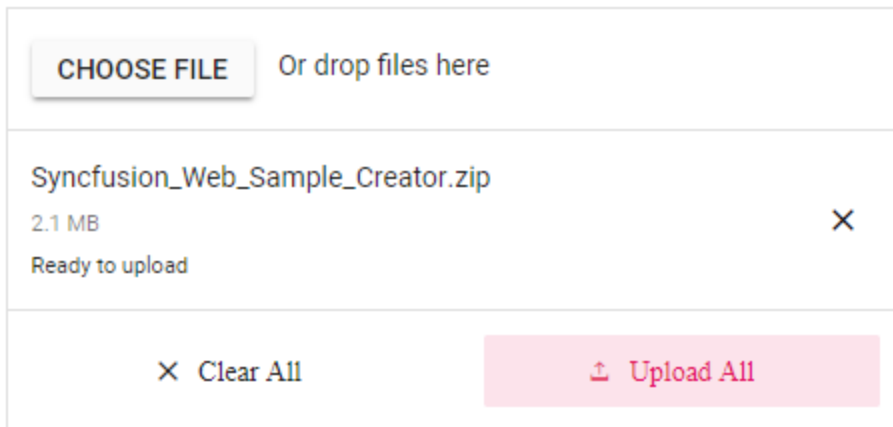 CHOOSE FILE Or drop files here
Syncfusion_Web_Sample_Creator.zip
2.1 MB
Ready to upload
Clear All Upload All